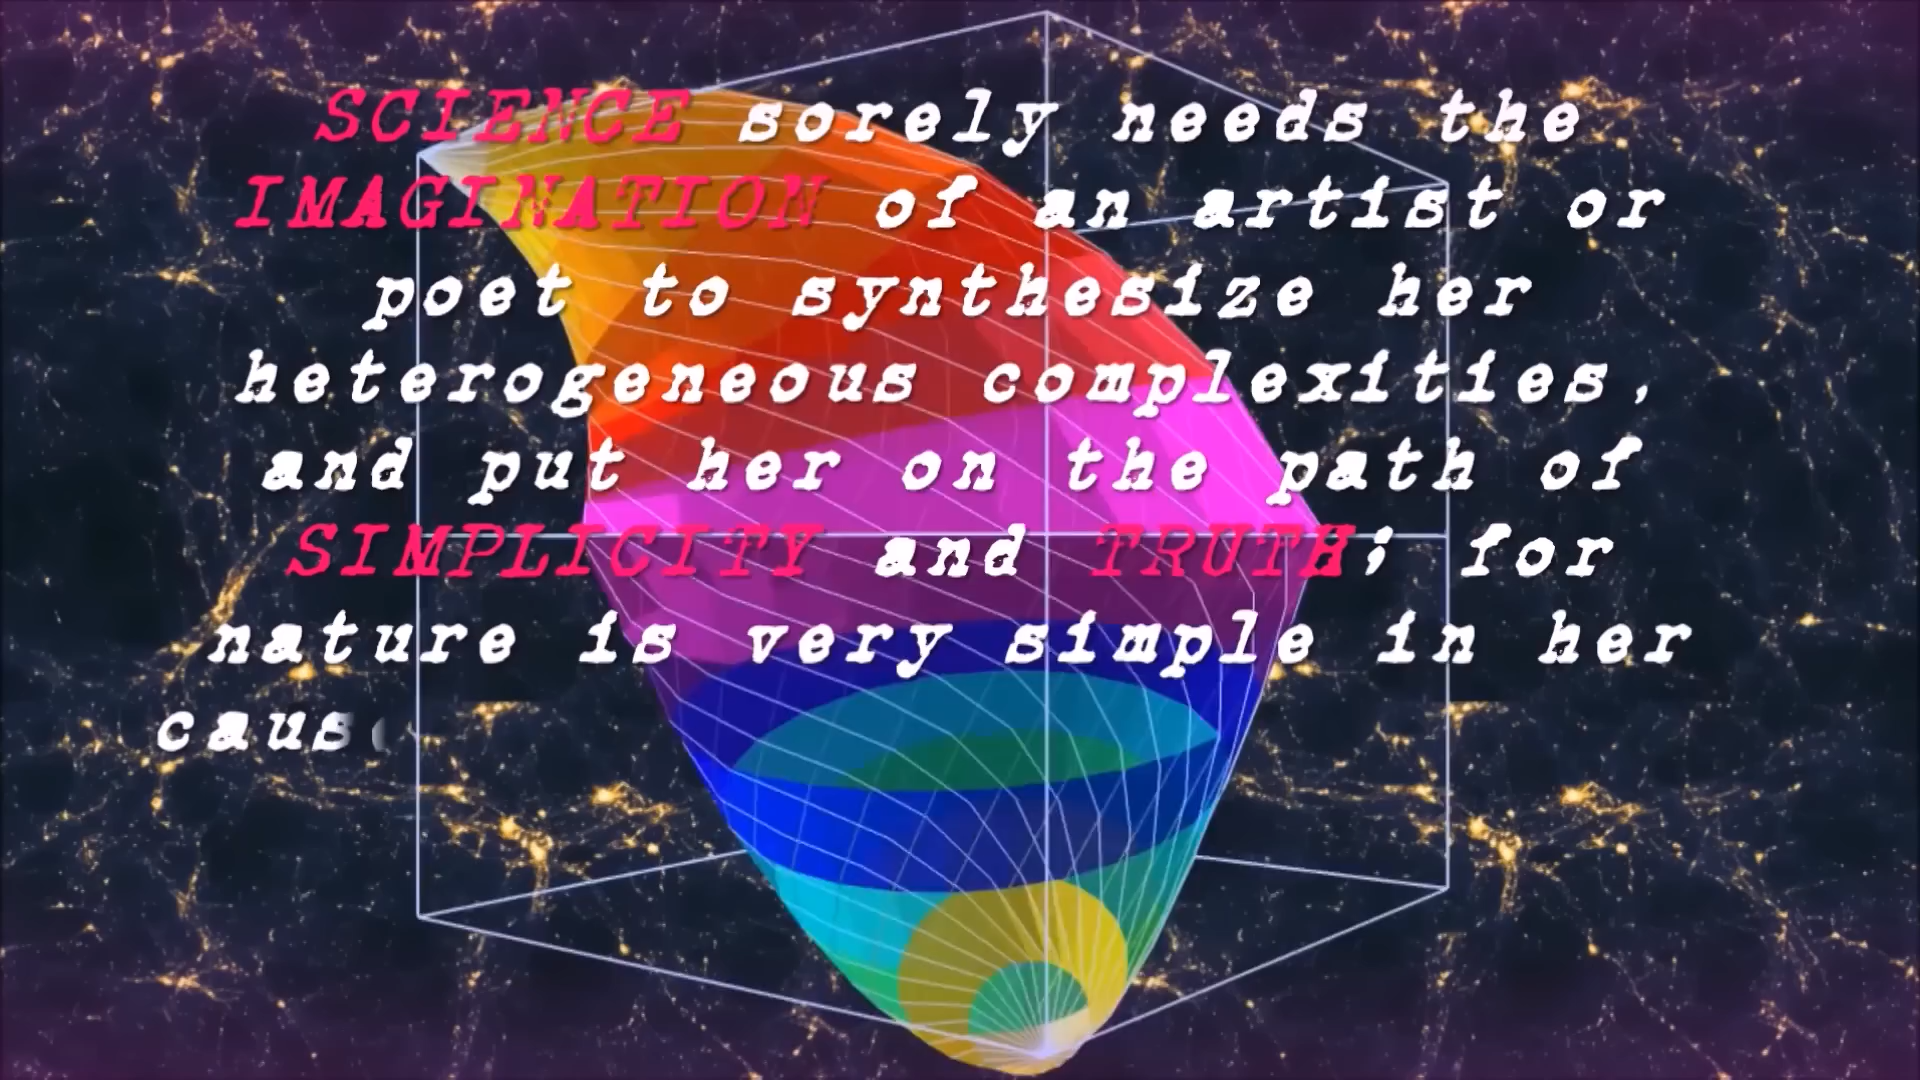 SCIENCE sorely needs the
IMAGINATION of an artist or
poet to synthesize her
heterogeneous complexities,
and put her on the path of
SIMPLICITY and TRUTH; for
nature is very simple in her
caus